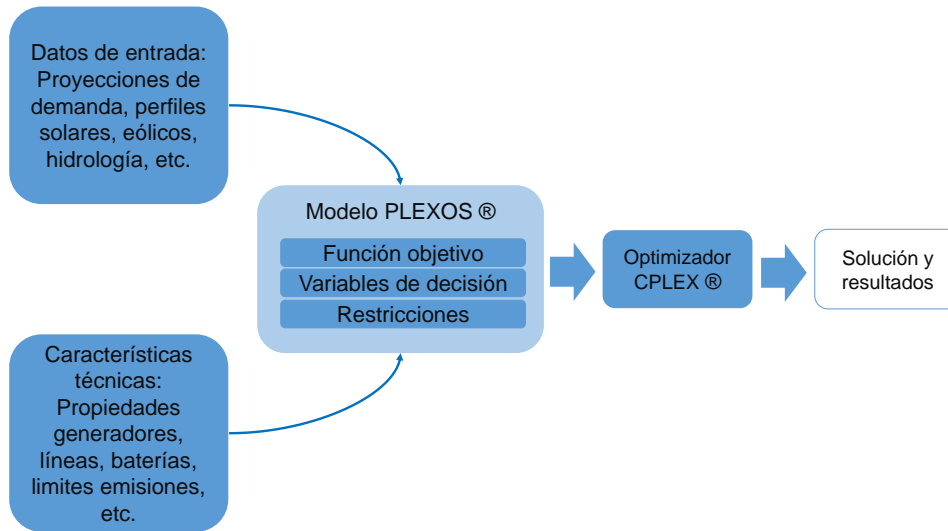 Datos de entrada:
Proyecciones de
demanda, perfiles
solares, eólicos,
hidrología, etc.
Modelo PLEXOS ®
Función objetivo
Variables de decisión
Restricciones
Optimizador
CPLEX ®
Solución y
resultados
Características
técnicas:
Propiedades
generadores,
líneas, baterías,
limites emisiones,
etc.